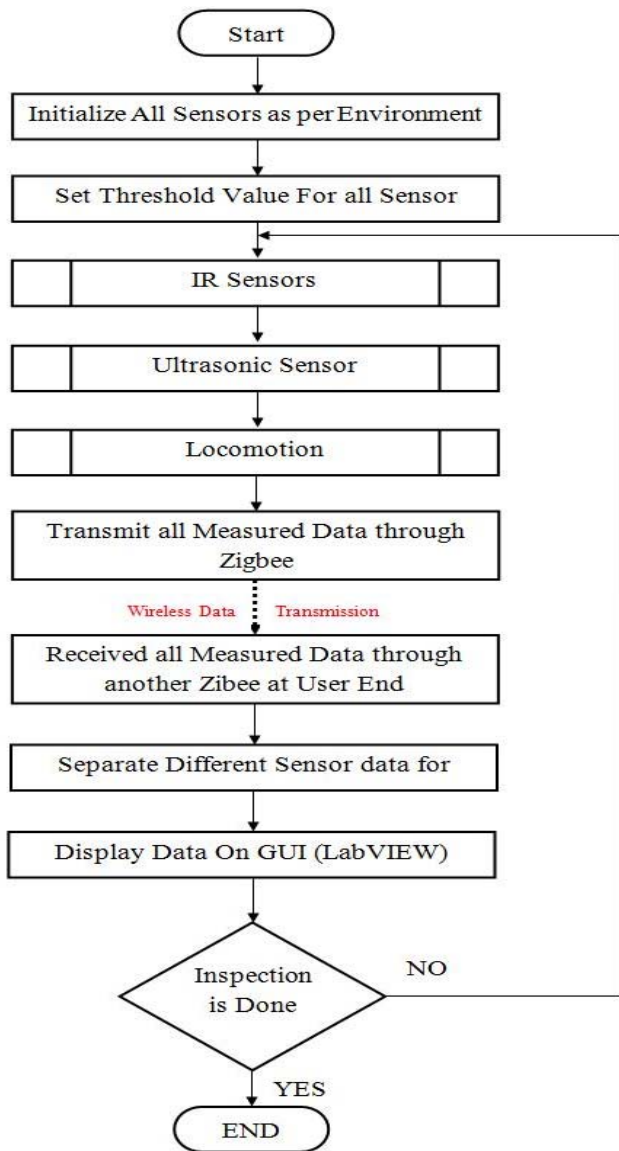 Start
Initialize All Sensors as per Environment
Set Threshold Value For all Sensor
IR Sensors
Ultrasonic Sensor
Locomotion
Transmit all Measured Data through
Zigbee
Wireless Data Transmission
Received all Measured Data through
another Zibee at User End
Separate Different Sensor data for
Display Data On GUI (LabVIEW)
Inspection
is Done
NO
YES
END